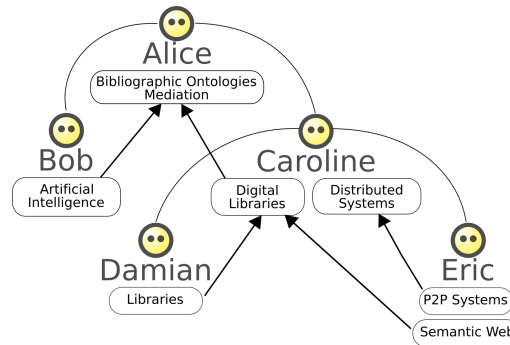 Alice
Bibliographic Ontologies
Mediation
Bob
Caroline
Artificial
Intelligence
Digital
Libraries
Distributed
Systems
Damian
Eric
Libraries
P2P Systems
Semantic Web